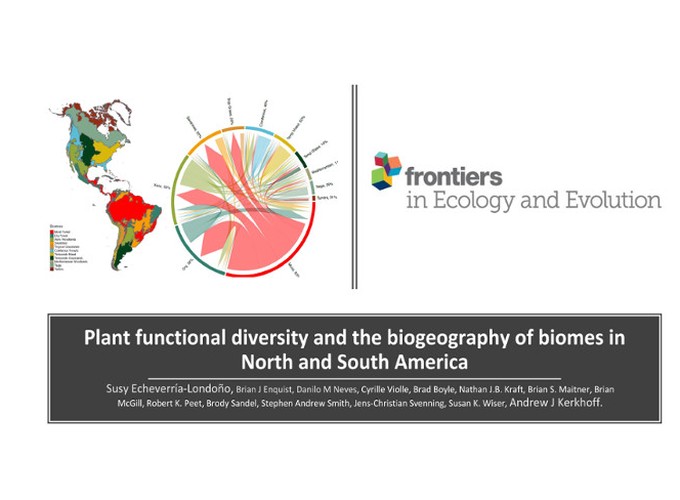 frontiers
in Ecology and Evolution
Plant functional diversity and the biogeography of biomes in
North and South America
Susy Echeverría-Londoño, Brian J Enquist, Danilo M Neves, Cyrille Violle, Brad Boyle, Nathan J.B. Kraft, Brian S. Maitner, Brian
McGill, Robert K. Peet, Brody Sandel, Stephen Andrew Smith, Jens-Christian Svenning, Susan K. Wiser, Andrew J Kerkhoff.